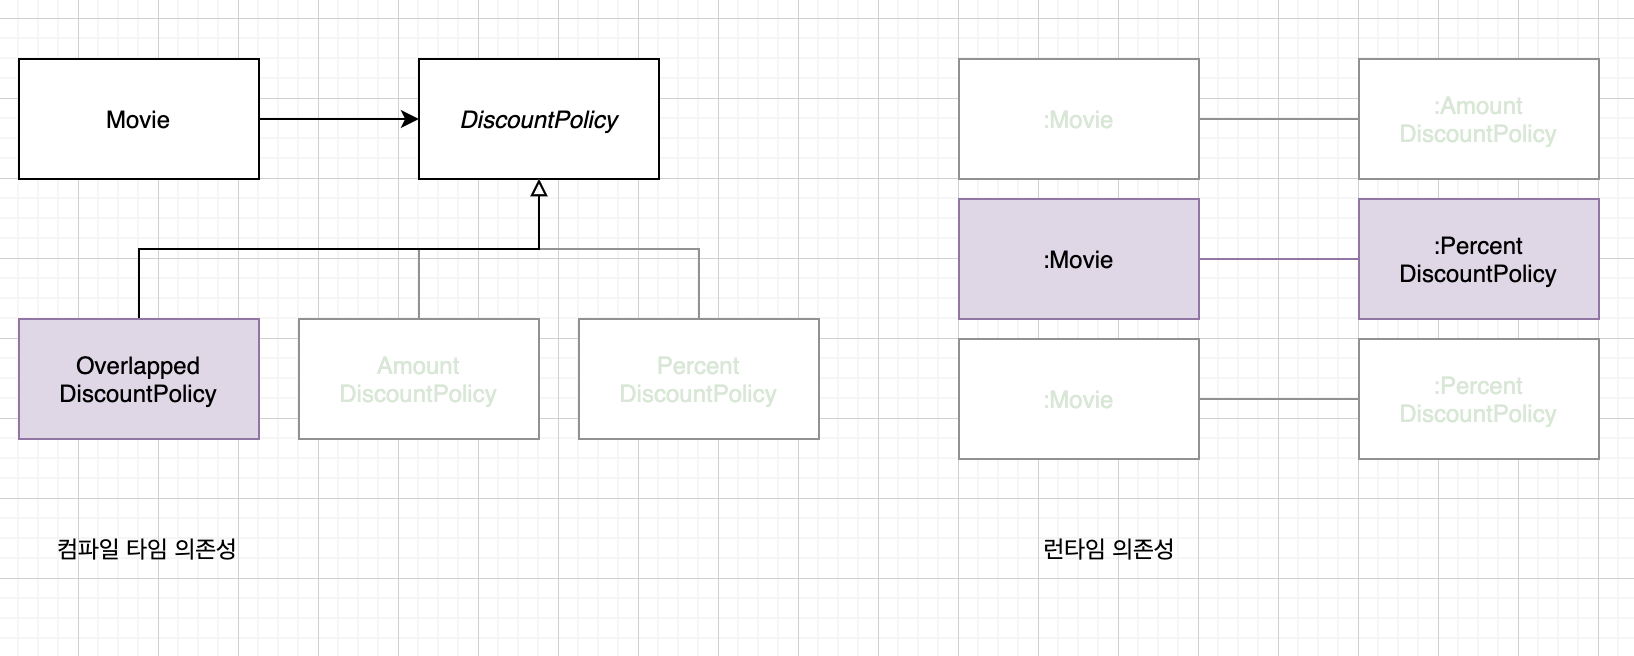 Movie
DiscountPolicy
Overlapped
DiscountPolicy
Amount
DiscountPolicy
Percent
DiscountPolicy
컴파일 타임 의존성
:Movie
:Amount
DiscountPolicy
:Movie
:Percent
DiscountPolicy
:Movie
:Percent
DiscountPolicy
런타임 의존성